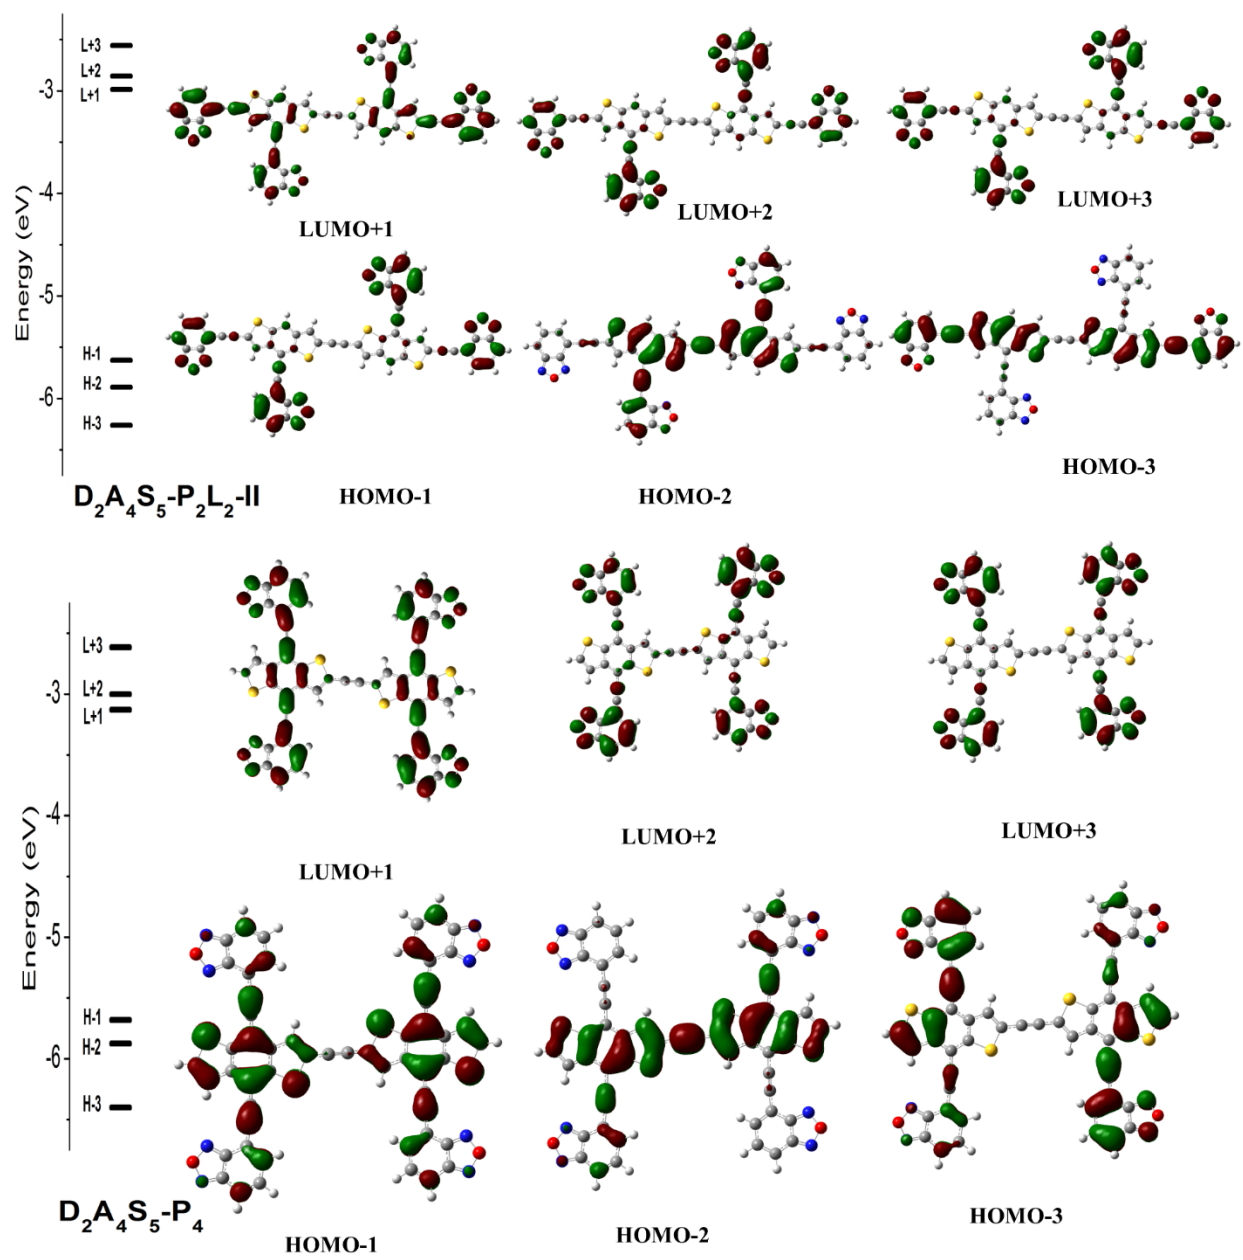 L+3
L+2
L+1
-3
-4
-5
-6
Energy (eV)
H-1
H-2
H-3
LUMO+1
LUMO+2
LUMO+3
HOMO-1
HOMO-2
HOMO-3
D₂A₄S₅-P₂L₂-II
L+3
L+2
L+1
-3
-4
-5
-6
Energy (eV)
H-1
H-2
H-3
LUMO+1
LUMO+2
LUMO+3
HOMO-1
HOMO-2
HOMO-3
D₂A₄S₅-P₄